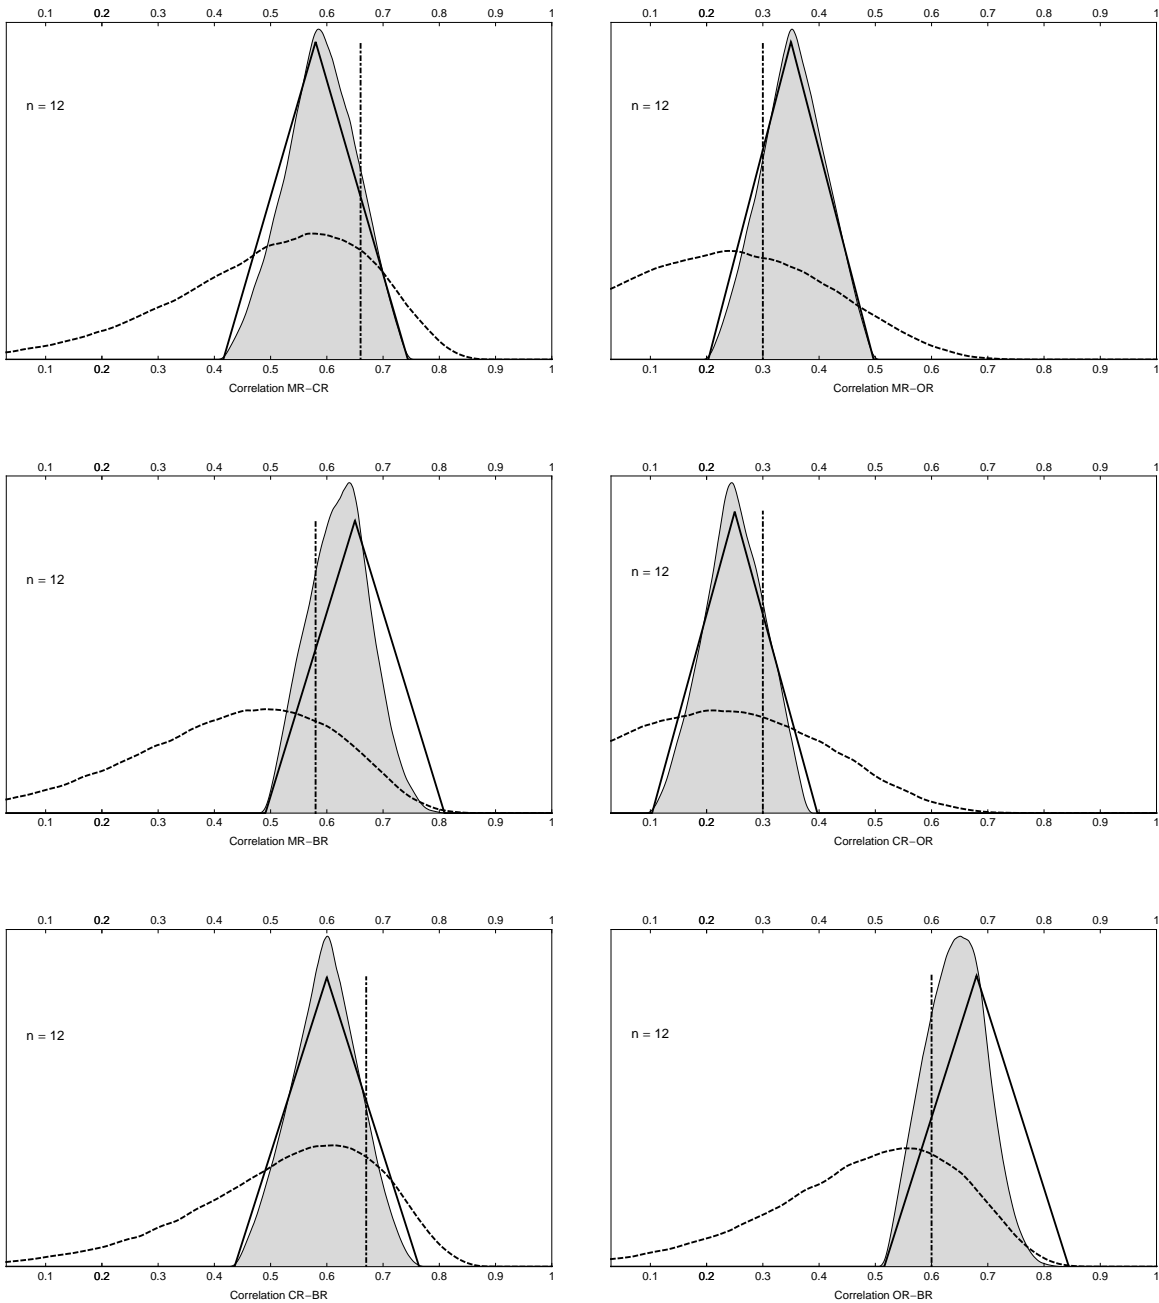 0.1 0.2 0.3 0.4 0.5 0.6 0.7 0.8 0.9 1
n = 12
0.1 0.2 0.3 0.4 0.5 0.6 0.7 0.8 0.9 1
Correlation MR−CR
0.1 0.2 0.3 0.4 0.5 0.6 0.7 0.8 0.9 1
n = 12
0.1 0.2 0.3 0.4 0.5 0.6 0.7 0.8 0.9 1
Correlation MR−OR
0.1 0.2 0.3 0.4 0.5 0.6 0.7 0.8 0.9 1
n = 12
0.1 0.2 0.3 0.4 0.5 0.6 0.7 0.8 0.9 1
Correlation MR−BR
0.1 0.2 0.3 0.4 0.5 0.6 0.7 0.8 0.9 1
n = 12
0.1 0.2 0.3 0.4 0.5 0.6 0.7 0.8 0.9 1
Correlation CR−OR
0.1 0.2 0.3 0.4 0.5 0.6 0.7 0.8 0.9 1
n = 12
0.1 0.2 0.3 0.4 0.5 0.6 0.7 0.8 0.9 1
Correlation CR−BR
0.1 0.2 0.3 0.4 0.5 0.6 0.7 0.8 0.9 1
n = 12
0.1 0.2 0.3 0.4 0.5 0.6 0.7 0.8 0.9 1
Correlation OR−BR